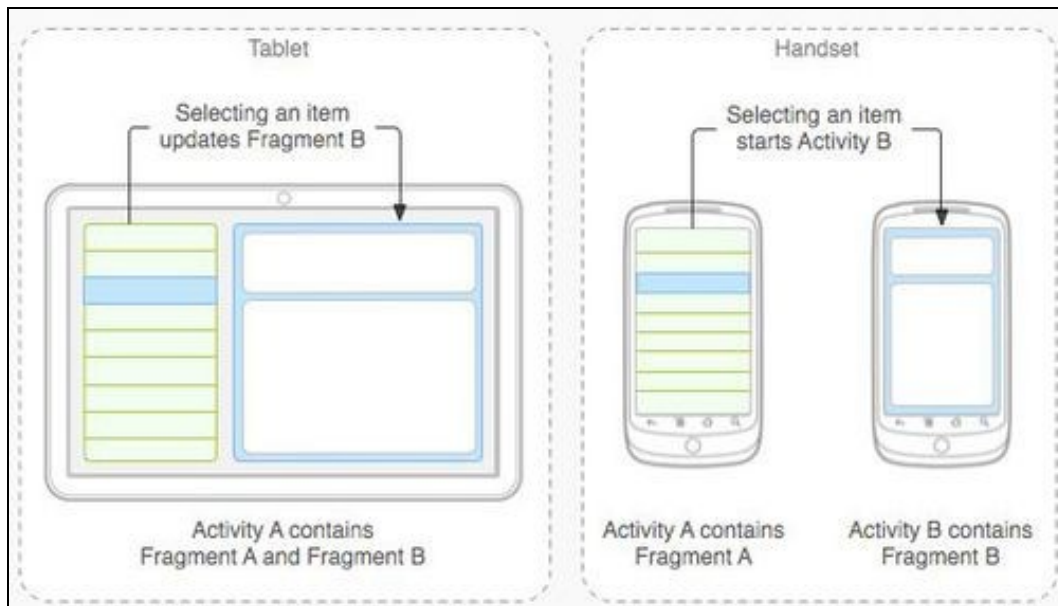 Tablet
Selecting an item
updates Fragment B
Activity A contains
Fragment A and Fragment B
Handset
Selecting an item
starts Activity B
Activity A contains
Fragment A
Activity B contains
Fragment B